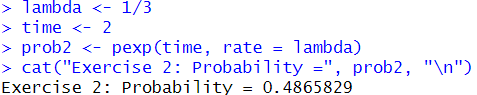 > lambda <- 1/3
> time <- 2
> prob2 <- pexp(time, rate = lambda)
> cat("Exercise 2: Probability =", prob2, "\n")
Exercise 2: Probability = 0.4865829